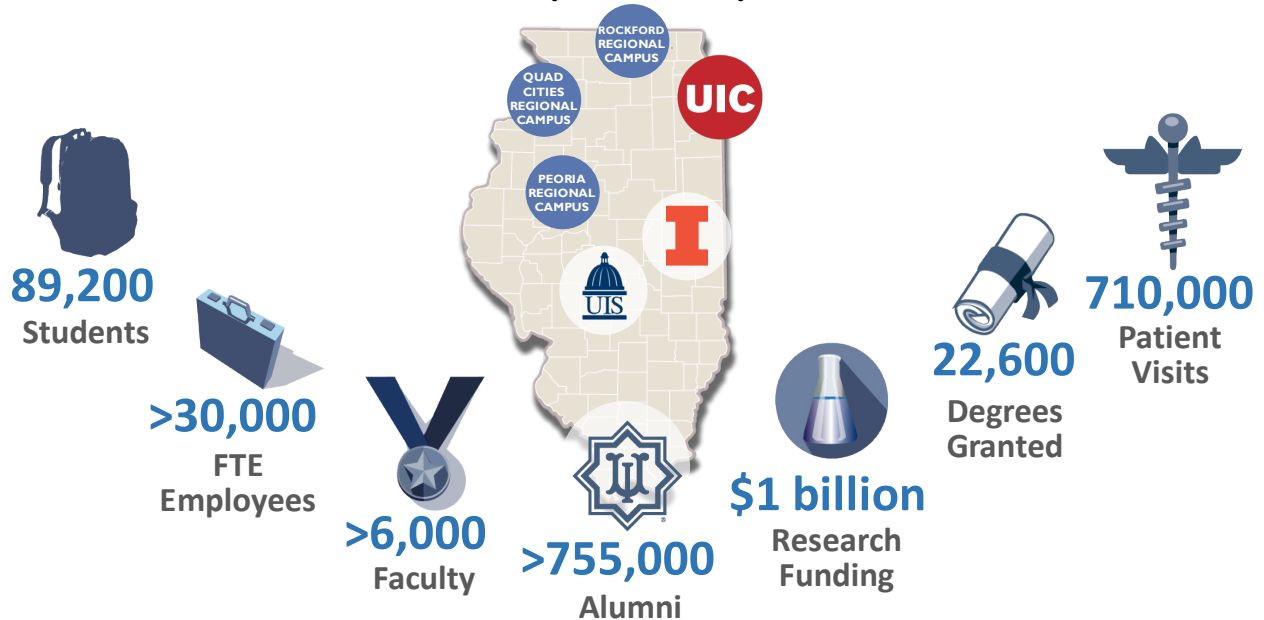 ROCKFORD
REGIONAL
CAMPUS
QUAD
CITIES
REGIONAL
CAMPUS
UIC
PEORIA
REGIONAL
CAMPUS
I
UIS
89,200
Students
>30,000
FTE
Employees
>6,000
Faculty
UI
®
>755,000
Alumni
$1 billion
Research
Funding
22,600
Degrees
Granted
710,000
Patient
Visits